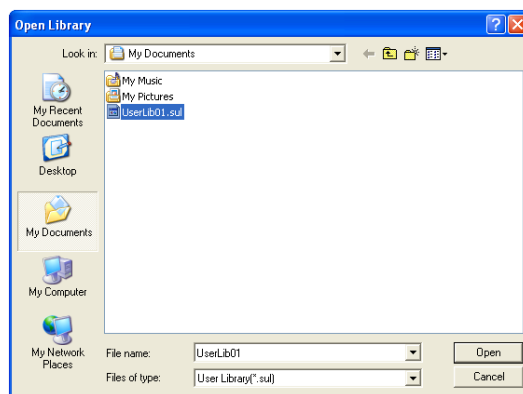 Open Library
Look in:
My Documents
My Recent
Documents
Desktop
My Documents
My Computer
My Network
Places
My Music
My Pictures
UserLib01.sul
File name:
UserLib01
Open
Files of type:
User Library(*.sul)
Cancel